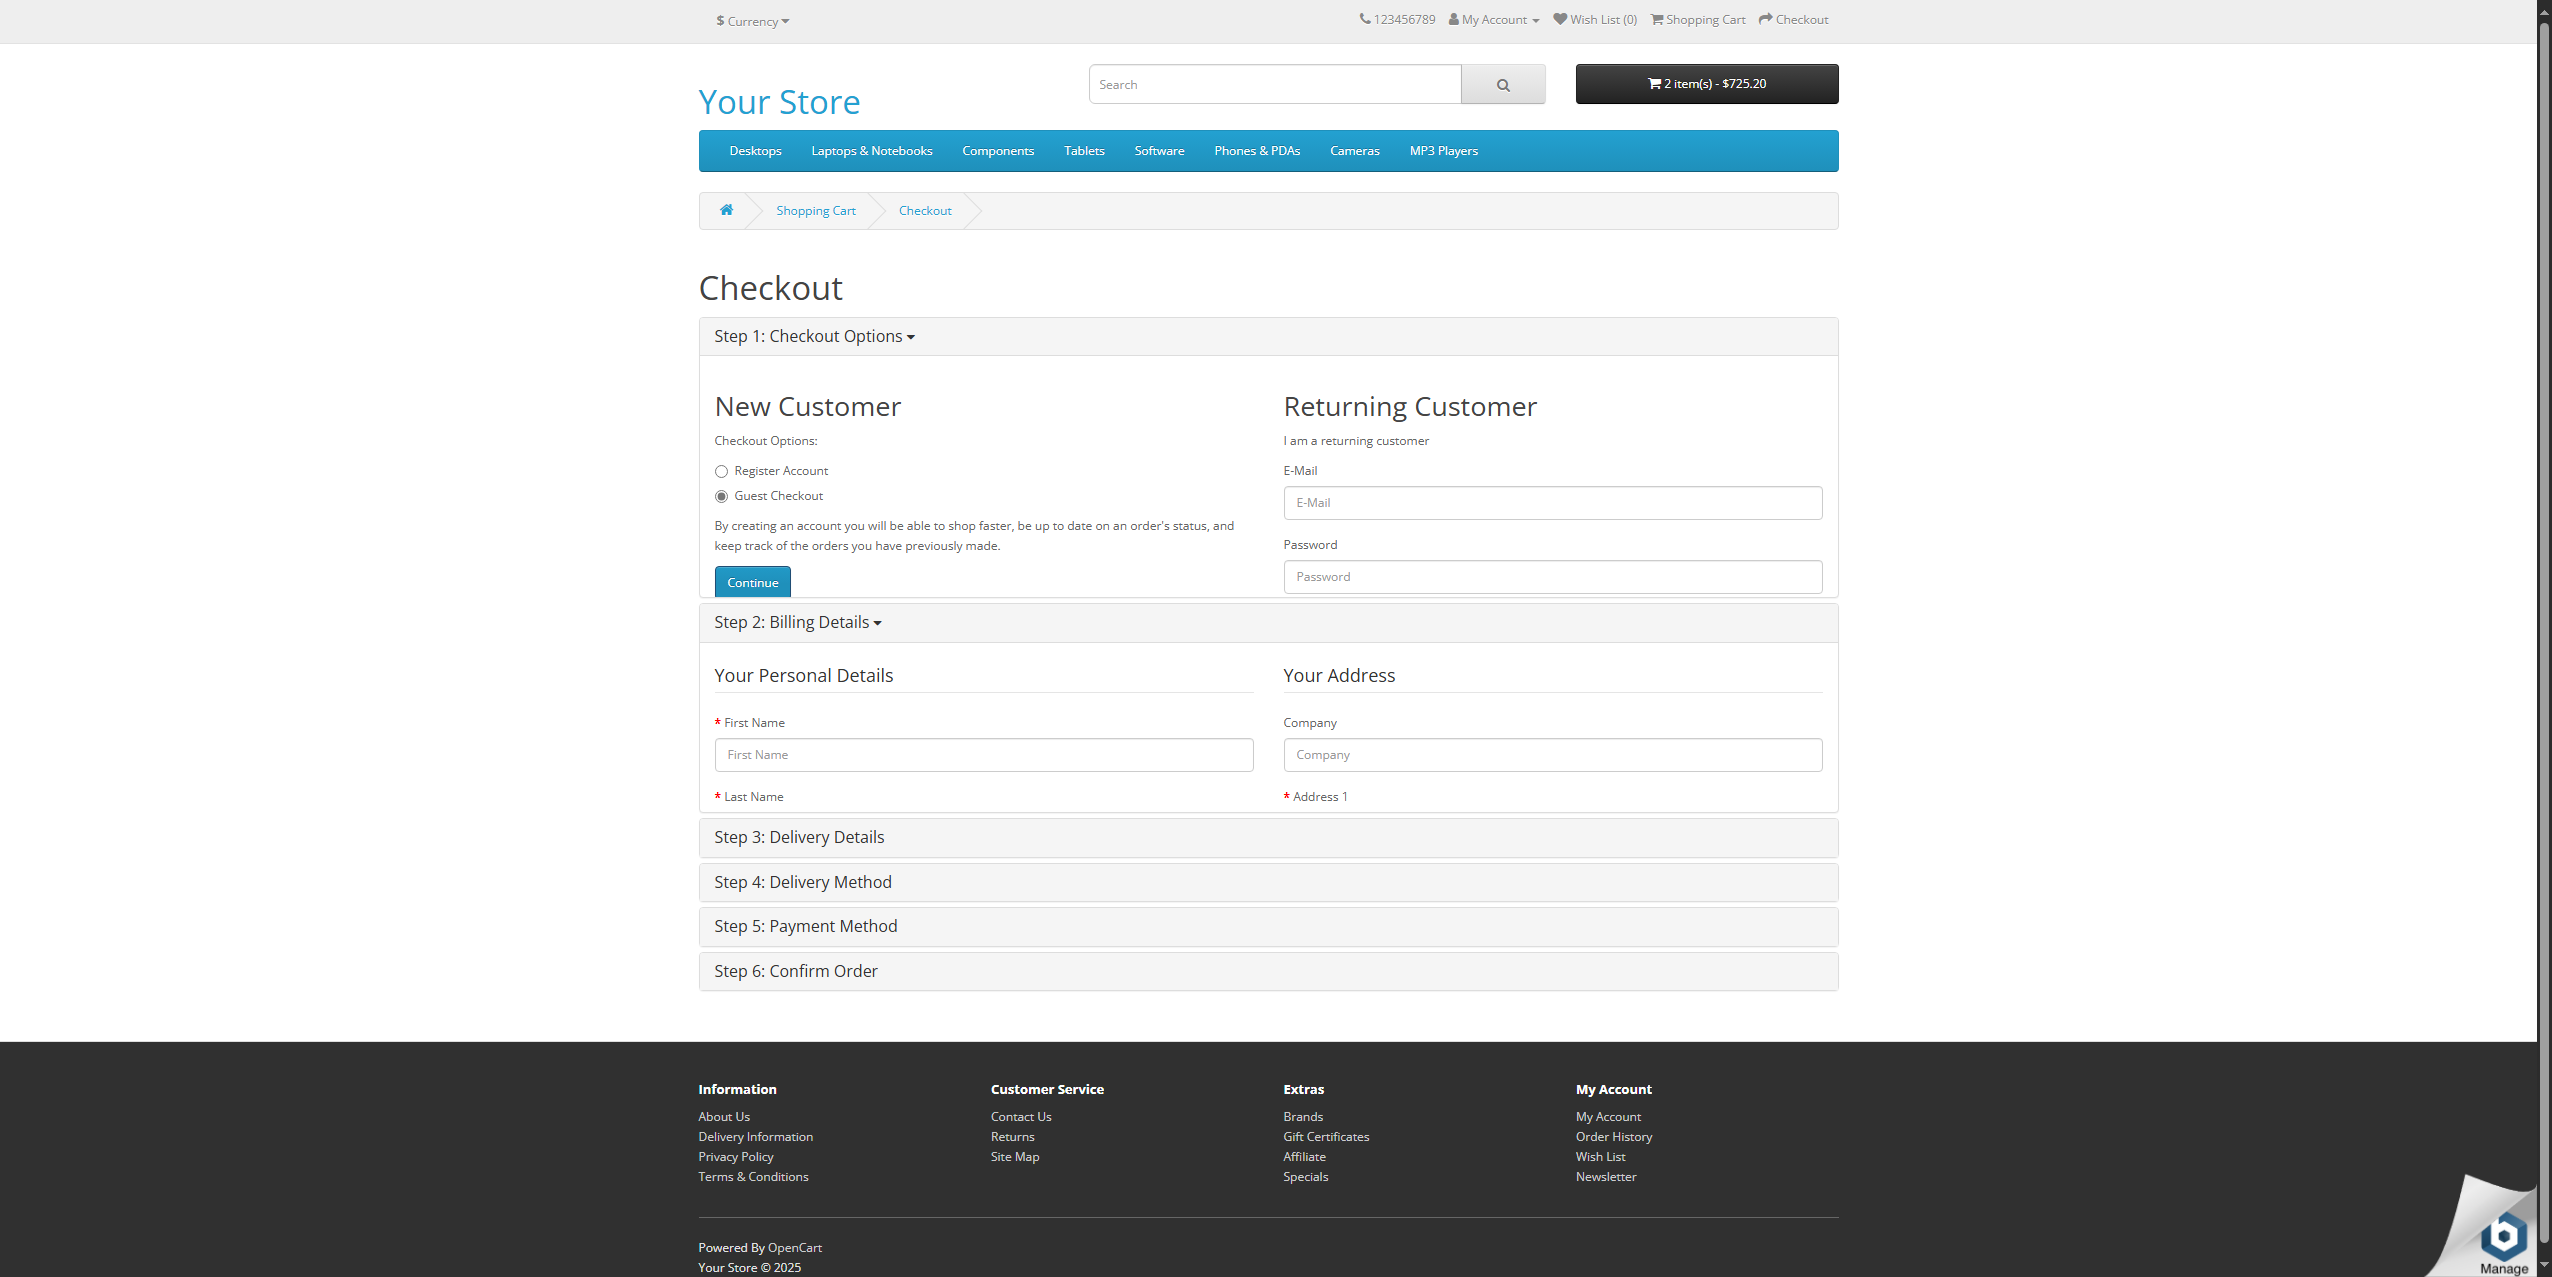 $ Currency
123456789 My Account Wish List (0) Shopping Cart Checkout
Your Store
Search
2 item(s) - $725.20
Desktops Laptops & Notebooks Components Tablets Software Phones & PDAs Cameras MP3 Players
Shopping Cart Checkout
Checkout
Step 1: Checkout Options
New Customer
Checkout Options:
Register Account
Guest Checkout
By creating an account you will be able to shop faster, be up to date on an order's status, and
keep track of the orders you have previously made.
Continue
Returning Customer
I am a returning customer
E-Mail
E-Mail
Password
Password
Step 2: Billing Details
Your Personal Details
* First Name
First Name
* Last Name
Your Address
Company
Company
* Address 1
Step 3: Delivery Details
Step 4: Delivery Method
Step 5: Payment Method
Step 6: Confirm Order
Information
About Us
Delivery Information
Privacy Policy
Terms & Conditions
Customer Service
Contact Us
Returns
Site Map
Extras
Brands
Gift Certificates
Affiliate
Specials
My Account
My Account
Order History
Wish List
Newsletter
Powered By OpenCart
Your Store © 2025
Manage